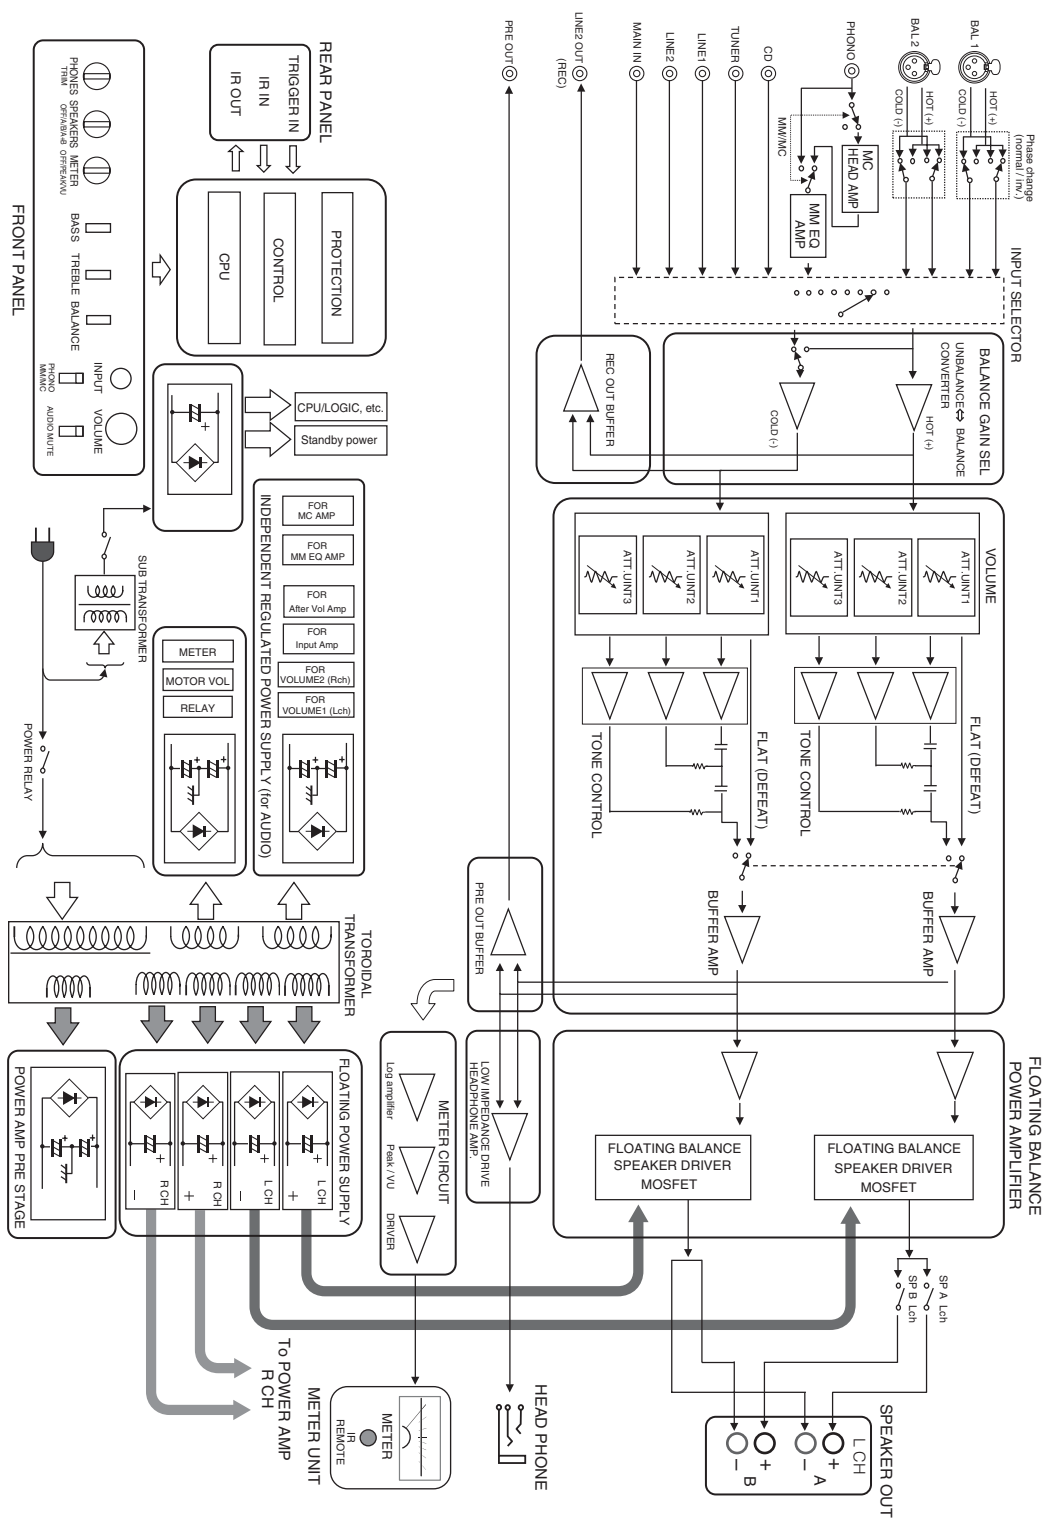 BAL 1
BAL 2
PHONO
CD
TUNER
LINE1
LINE2
MAIN IN
LINE2 OUT
(REC)
PRE OUT
HOT (+)
COLD (-)
HOT (+)
COLD (-)
Phase change
(normal / inv.)
MM/MC
MC
HEAD AMP
MM EQ
AMP
INPUT SELECTOR
BALANCE GAIN SEL
UNBALANCE⇔ BALANCE
CONVERTER
HOT (+)
COLD (-)
REC OUT BUFFER
VOLUME
ATT.UINT1
ATT.UINT2
ATT.UINT3
ATT.UINT1
ATT.UINT2
ATT.UINT3
FLAT (DEFEAT)
TONE CONTROL
FLAT (DEFEAT)
TONE CONTROL
BUFFER AMP
BUFFER AMP
PRE OUT BUFFER
FLOATING BALANCE
POWER AMPLIFIER
FLOATING BALANCE
SPEAKER DRIVER
MOSFET
FLOATING BALANCE
SPEAKER DRIVER
MOSFET
SP A Lch
SP B Lch
SPEAKER OUT
L CH
+
A
−
+
B
−
LOW IMPEDANCE DRIVE
HEADPHONE AMP.
HEAD PHONE
METER CIRCUIT
Log amplifier
Peak / VU
DRIVER
METER UNIT
METER
IR
REMOTE
REAR PANEL
TRIGGER IN
IR IN
IR OUT
PROTECTION
CONTROL
CPU
FRONT PANEL
PHONES
TRIM
SPEAKERS
OFF/A/B/A+B
METER
OFF/PEAK/VU
BASS
TREBLE
BALANCE
INPUT
PHONO
MM/MC
VOLUME
AUDIO MUTE
CPU/LOGIC, etc.
Standby power
+
SUB TRANSFORMER
POWER RELAY
INDEPENDENT REGULATED POWER SUPPLY (for AUDIO)
FOR
MC AMP
FOR
MM EQ AMP
FOR
After Vol Amp
FOR
Input Amp
FOR
VOLUME2 (Rch)
FOR
VOLUME1 (Lch)
+
+
METER
MOTOR VOL
RELAY
+
+
TOROIDAL
TRANSFORMER
FLOATING POWER SUPPLY
+
L CH
+
+
L CH
−
+
R CH
+
+
R CH
−
POWER AMP PRE STAGE
+
+
To POWER AMP
R CH